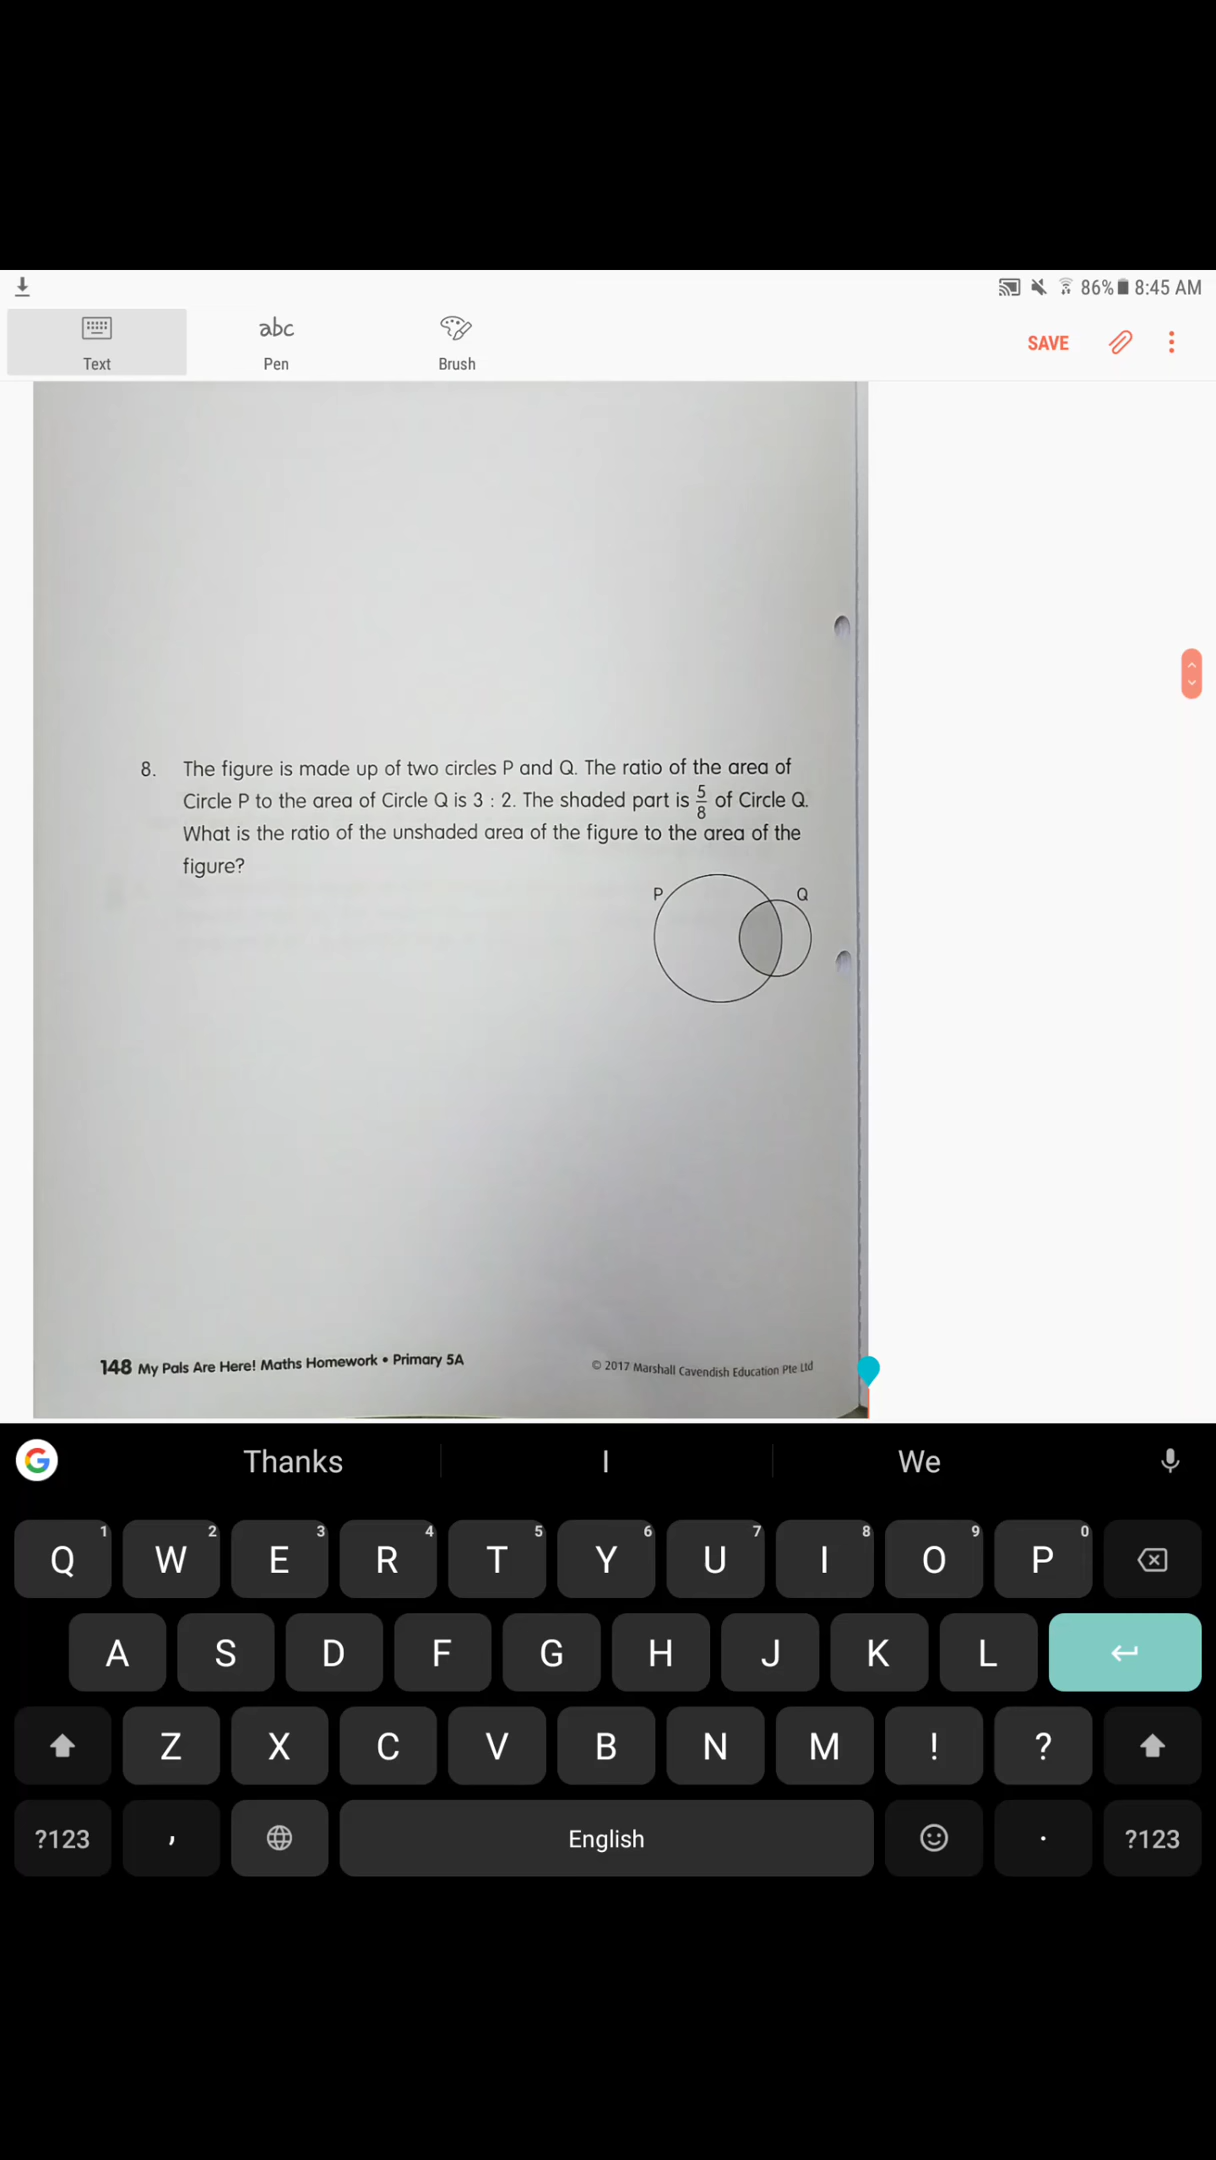 86% 8:45 AM
Text
abc
Pen
Brush
SAVE
8. The figure is made up of two circles P and Q. The ratio of the area of
Circle P to the area of Circle Q is 3 : 2. The shaded part is 5/8 of Circle Q.
What is the ratio of the unshaded area of the figure to the area of the
figure?
P Q
148 My Pals Are Here! Maths Homework • Primary 5A
© 2017 Marshall Cavendish Education Pte Ltd
G Thanks I We
1 2 3 4 5 6 7 8 9 0
Q W E R T Y U I O P
A S D F G H J K L
Z X C V B N M ! ?
?123 , English . ?123